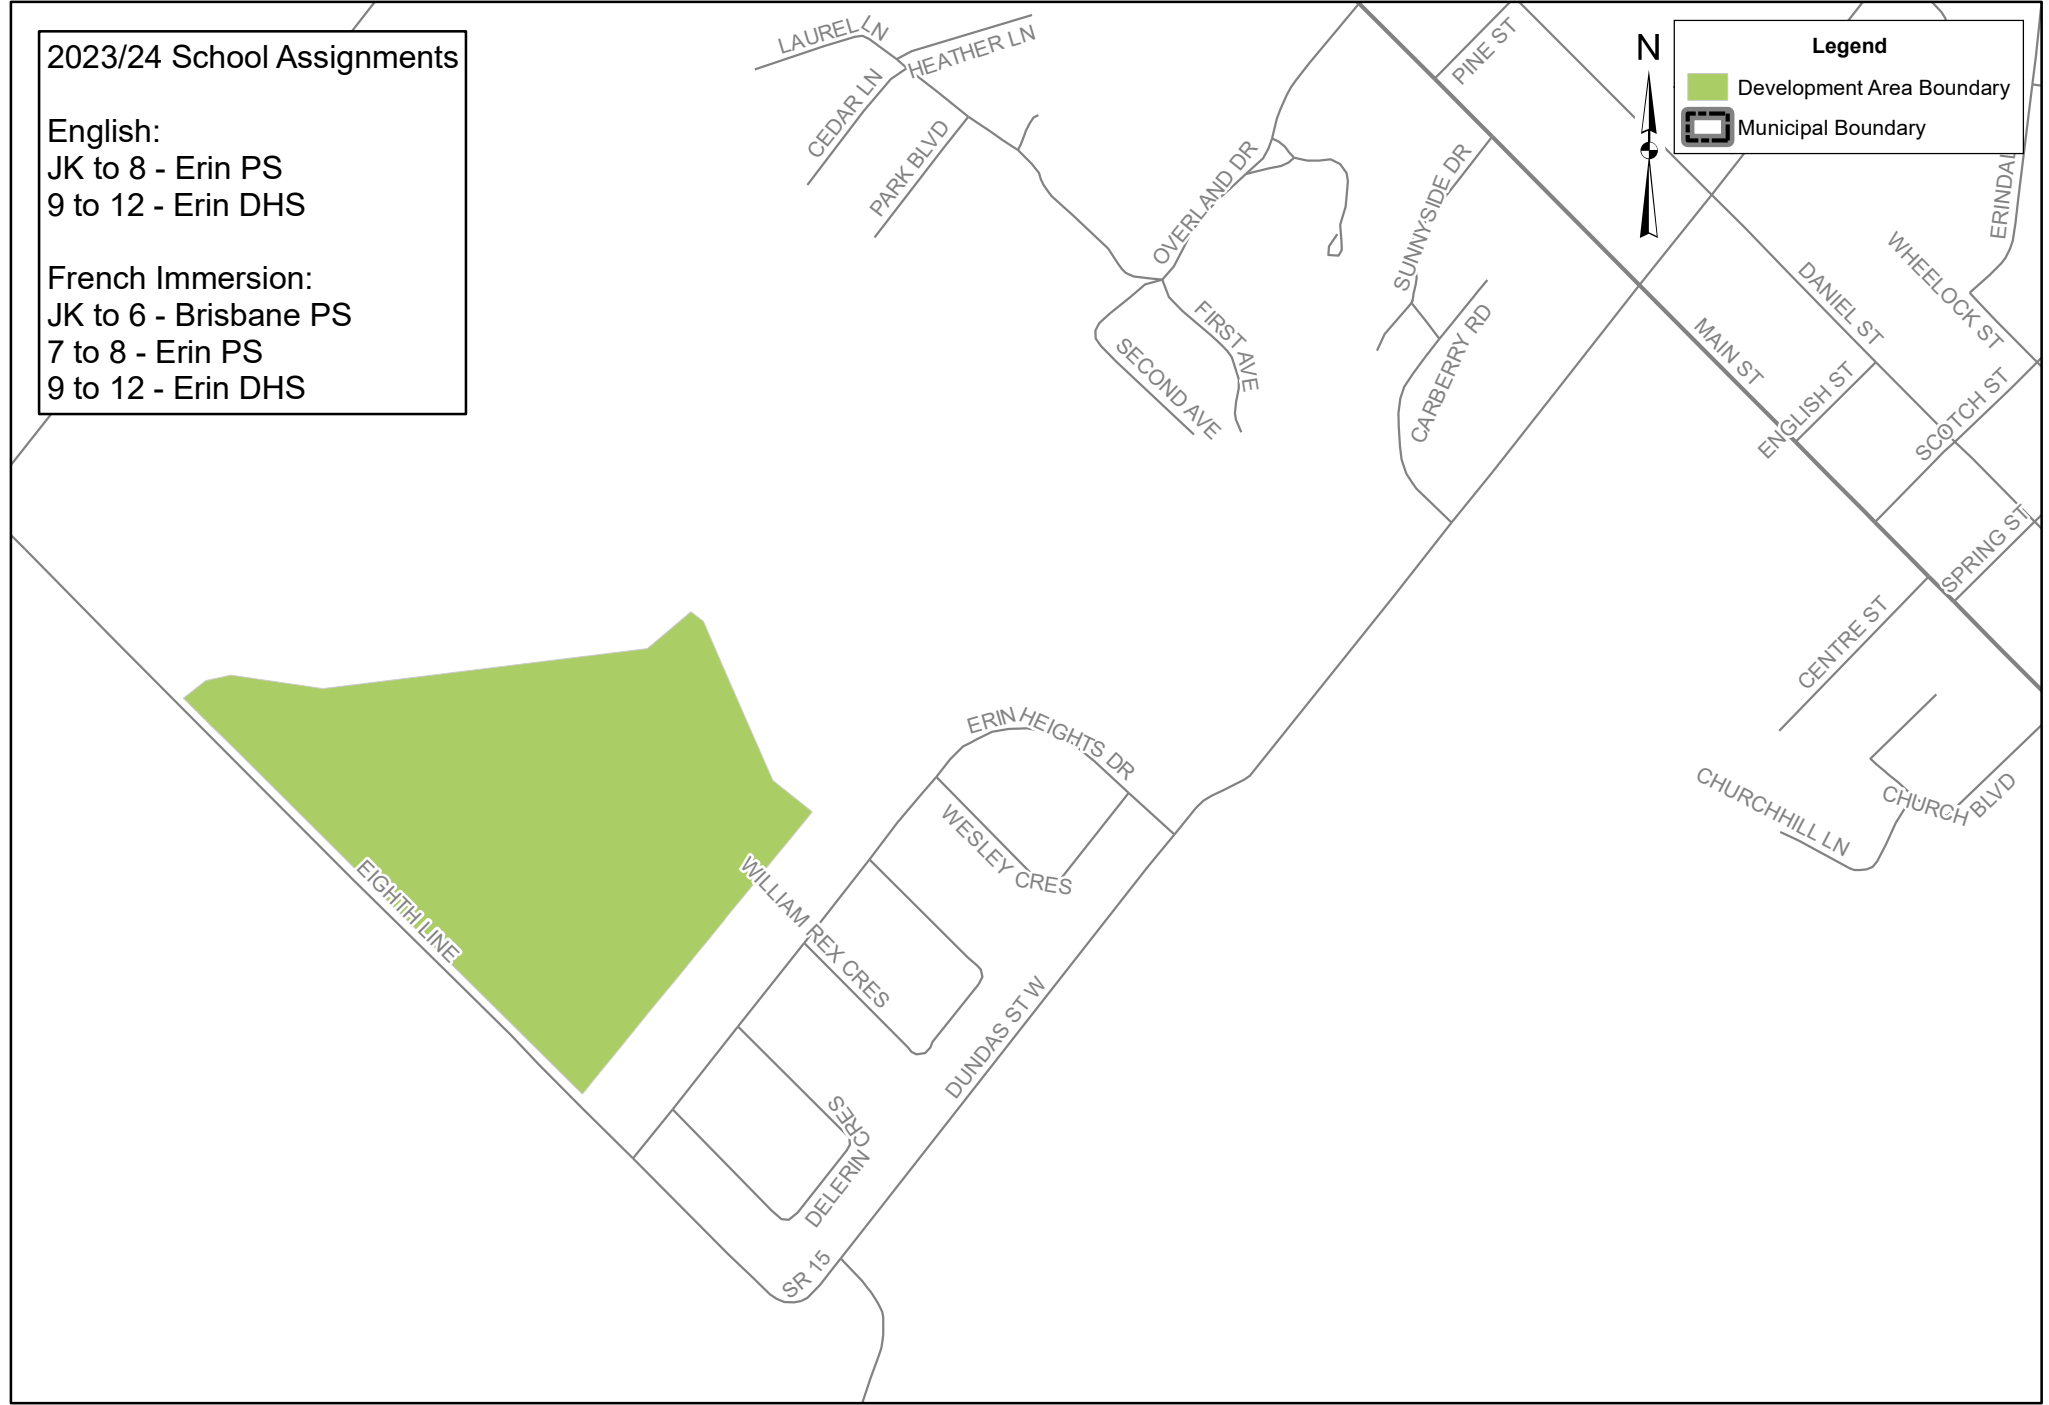 2023/24 School Assignments
English:
JK to 8 - Erin PS
9 to 12 - Erin DHS
French Immersion:
JK to 6 - Brisbane PS
7 to 8 - Erin PS
9 to 12 - Erin DHS
N
Legend
Development Area Boundary
Municipal Boundary
LAUREL LN
HEATHER LN
CEDAR LN
PARK BLVD
OVERLAND DR
FIRST AVE
SECOND AVE
PINE ST
SUNNYSIDE DR
CARBERRY RD
MAIN ST
DANIEL ST
ERINDAL
WHEELOCK ST
ENGLISH ST
SCOTCH ST
SPRING ST
CENTRE ST
CHURCHHILL LN
CHURCH BLVD
ERIN HEIGHTS DR
WESLEY CRES
WILLIAM REX CRES
EIGHTH LINE
DUNDAS ST W
DELERIN CRES
SR 15